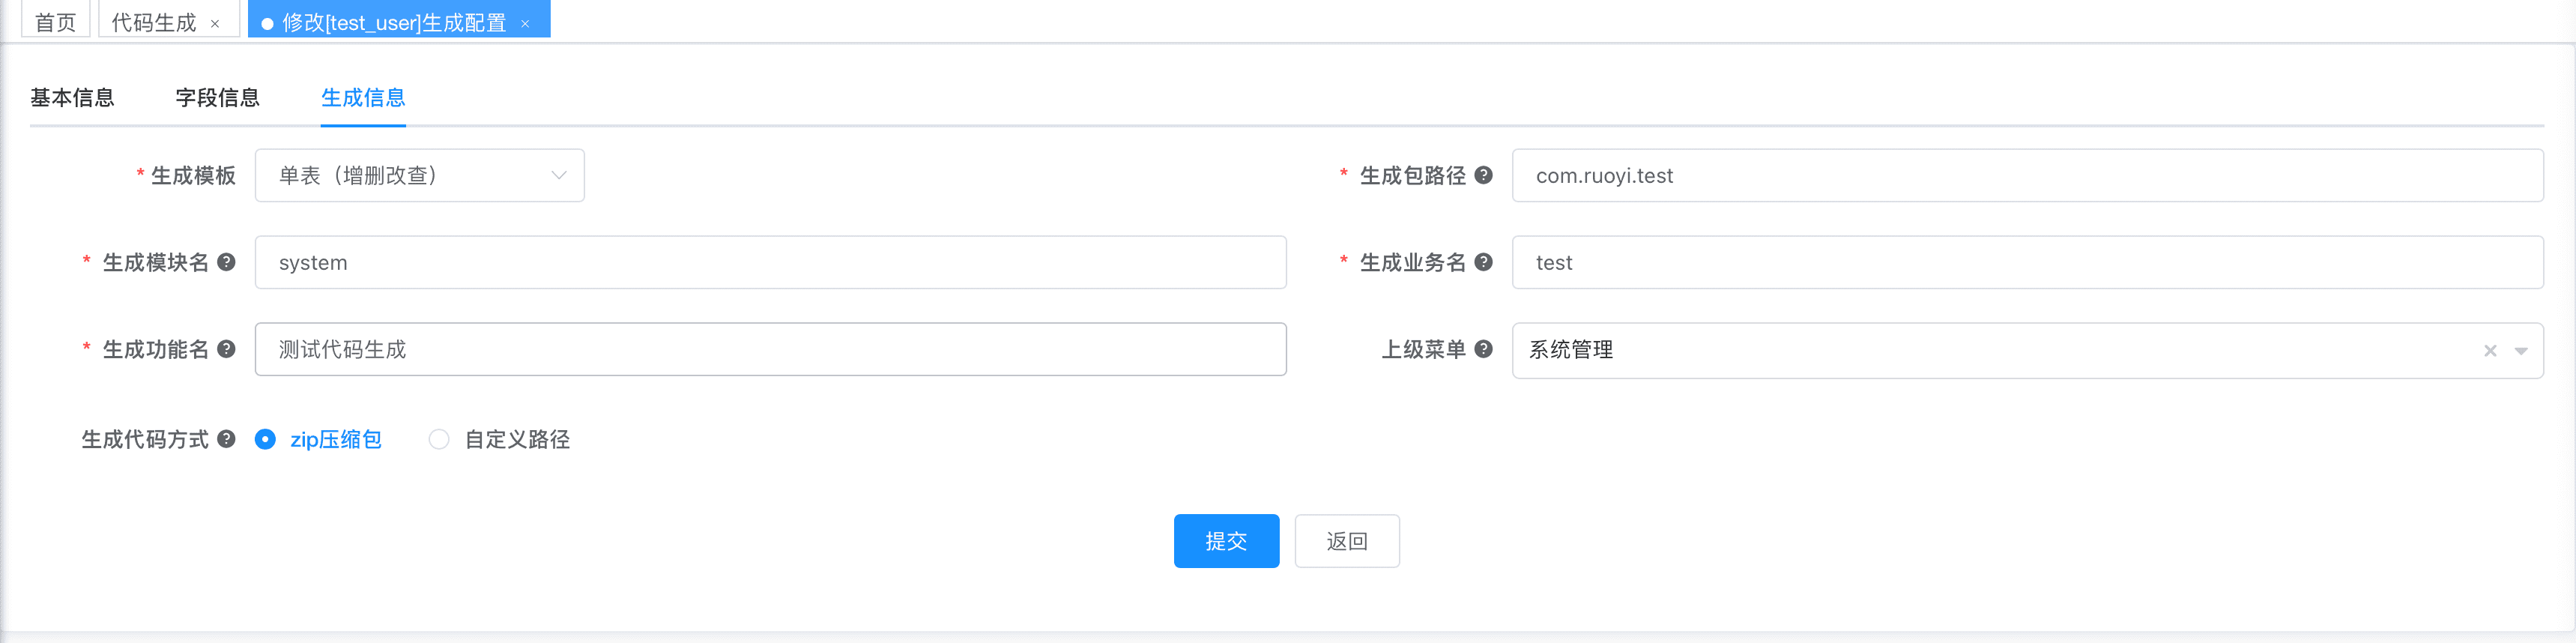 首页 代码生成 × 修改[test_user]生成配置 ×
基本信息 字段信息 生成信息
* 生成模板 单表（增删改查） * 生成包路径 ? com.ruoyi.test
* 生成模块名 ? system * 生成业务名 ? test
* 生成功能名 ? 测试代码生成 上级菜单 ? 系统管理 ×
生成代码方式 ? zip压缩包 自定义路径
提交 返回